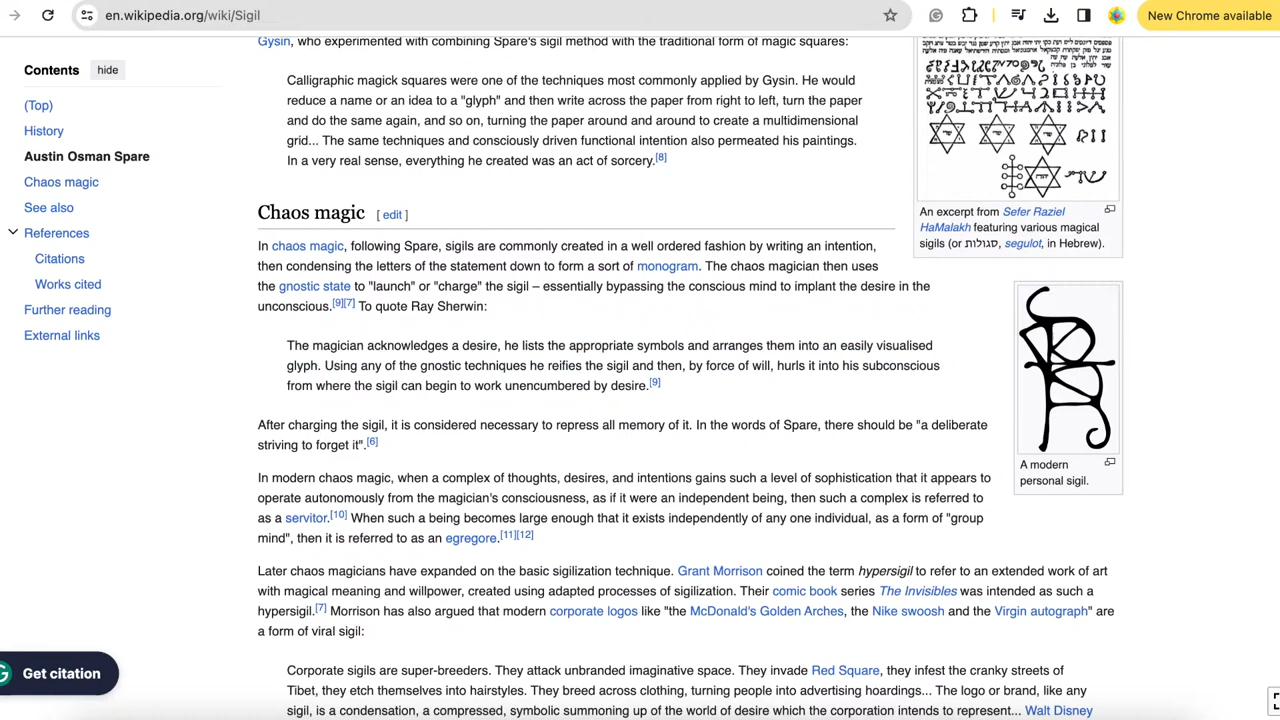 en.wikipedia.org/wiki/Sigil
New Chrome available
Contents
hide
(Top)
History
Austin Osman Spare
Chaos magic
See also
References
Citations
Works cited
Further reading
External links
Gysin, who experimented with combining Spare's sigil method with the traditional form of magic squares:
Calligraphic magick squares were one of the techniques most commonly applied by Gysin. He would
reduce a name or an idea to a "glyph" and then write across the paper from right to left, turn the paper
and do the same again, and so on, turning the paper around and around to create a multidimensional
grid... The same techniques and consciously driven functional intention also permeated his paintings.
In a very real sense, everything he created was an act of sorcery.[8]
Chaos magic [ edit ]
In chaos magic, following Spare, sigils are commonly created in a well ordered fashion by writing an intention,
then condensing the letters of the statement down to form a sort of monogram. The chaos magician then uses
the gnostic state to "launch" or "charge" the sigil – essentially bypassing the conscious mind to implant the desire in the
unconscious.[9][7] To quote Ray Sherwin:
The magician acknowledges a desire, he lists the appropriate symbols and arranges them into an easily visualised
glyph. Using any of the gnostic techniques he reifies the sigil and then, by force of will, hurls it into his subconscious
from where the sigil can begin to work unencumbered by desire.[9]
After charging the sigil, it is considered necessary to repress all memory of it. In the words of Spare, there should be "a deliberate
striving to forget it".[6]
In modern chaos magic, when a complex of thoughts, desires, and intentions gains such a level of sophistication that it appears to
operate autonomously from the magician's consciousness, as if it were an independent being, then such a complex is referred to
as a servitor.[10] When such a being becomes large enough that it exists independently of any one individual, as a form of "group
mind", then it is referred to as an egregore.[11][12]
Later chaos magicians have expanded on the basic sigilization technique. Grant Morrison coined the term hypersigil to refer to an extended work of art
with magical meaning and willpower, created using adapted processes of sigilization. Their comic book series The Invisibles was intended as such a
hypersigil.[7] Morrison has also argued that modern corporate logos like "the McDonald's Golden Arches, the Nike swoosh and the Virgin autograph" are
a form of viral sigil:
Corporate sigils are super-breeders. They attack unbranded imaginative space. They invade Red Square, they infest the cranky streets of
Tibet, they etch themselves into hairstyles. They breed across clothing, turning people into advertising hoardings... The logo or brand, like any
sigil, is a condensation, a compressed, symbolic summoning up of the world of desire which the corporation intends to represent... Walt Disney
An excerpt from Sefer Raziel
HaMalakh featuring various magical
sigils (or סגולות, segulot, in Hebrew).
A modern
personal sigil.
Get citation